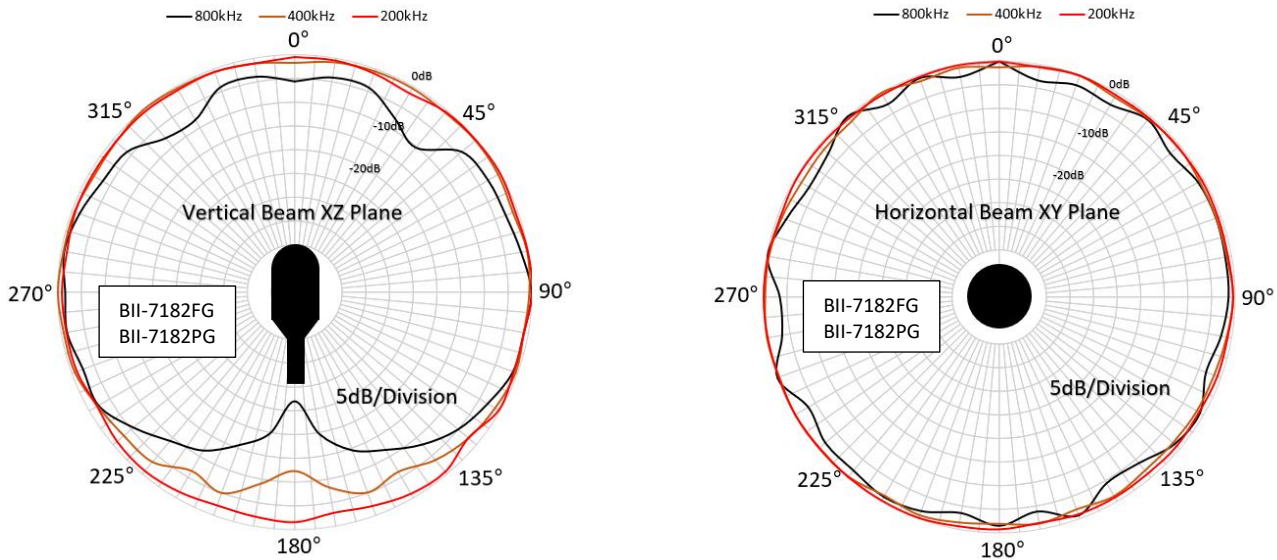 800kHz 400kHz 200kHz
0°
0dB
315°
45°
-10dB
-20dB
Vertical Beam XZ Plane
270°
90°
BII-7182FG
BII-7182PG
5dB/Division
225°
135°
180°
800kHz 400kHz 200kHz
0°
0dB
315°
45°
-10dB
-20dB
Horizontal Beam XY Plane
270°
90°
BII-7182FG
BII-7182PG
5dB/Division
225°
135°
180°